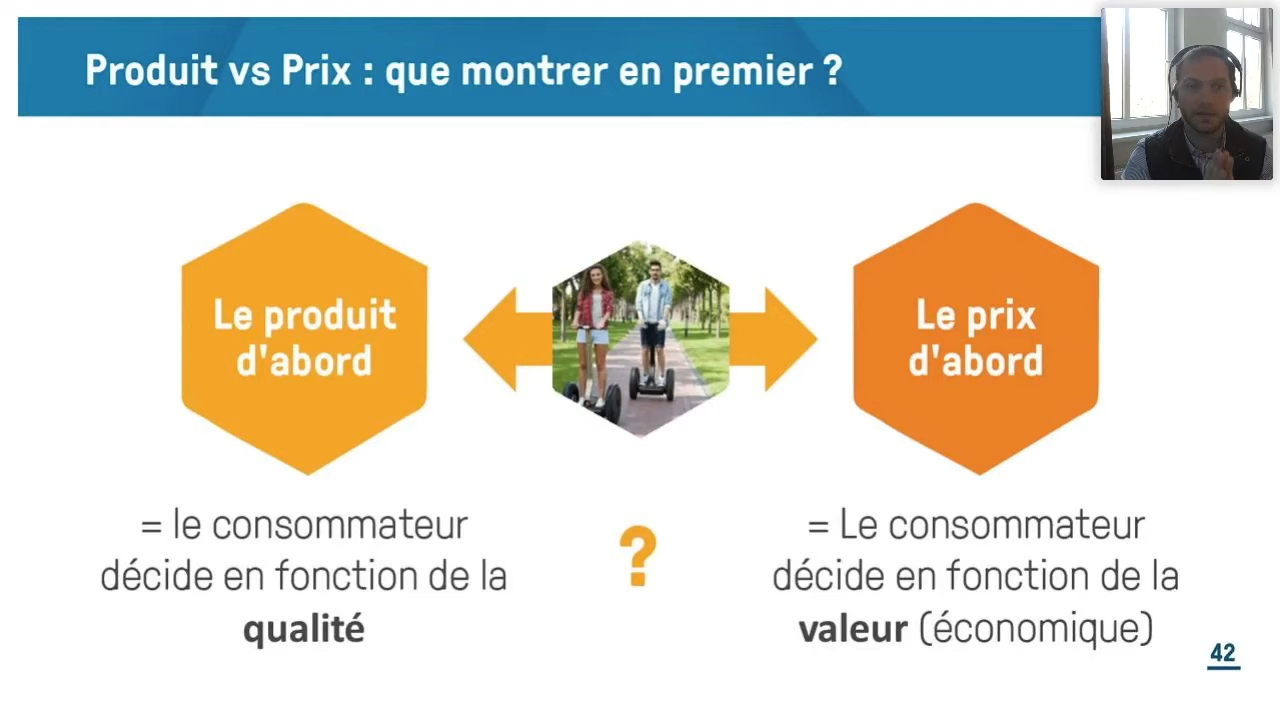 Produit vs Prix : que montrer en premier ?
Le produit
d'abord
Le prix
d'abord
= le consommateur
décide en fonction de la
qualité
?
= Le consommateur
décide en fonction de la
valeur (économique)
42